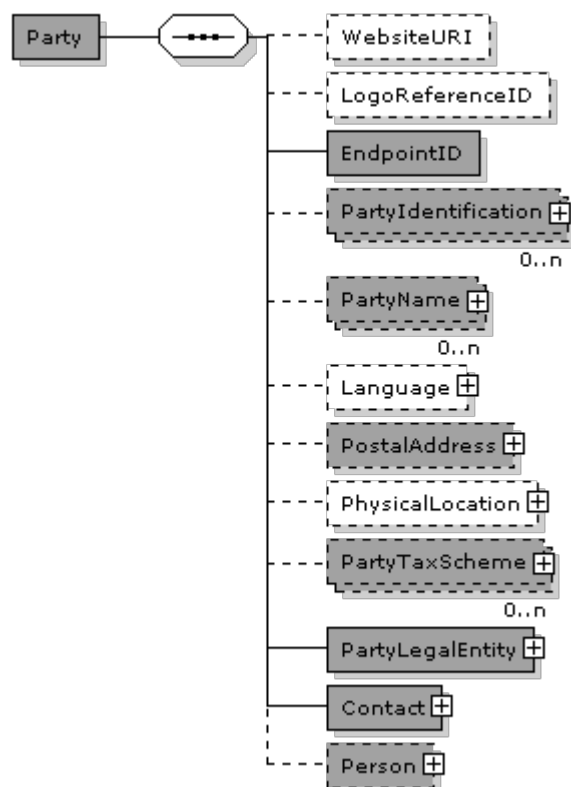 Party
WebsiteURI
LogoReferenceID
EndpointID
PartyIdentification
0..n
PartyName
0..n
Language
PostalAddress
PhysicalLocation
PartyTaxScheme
0..n
PartyLegalEntity
Contact
Person